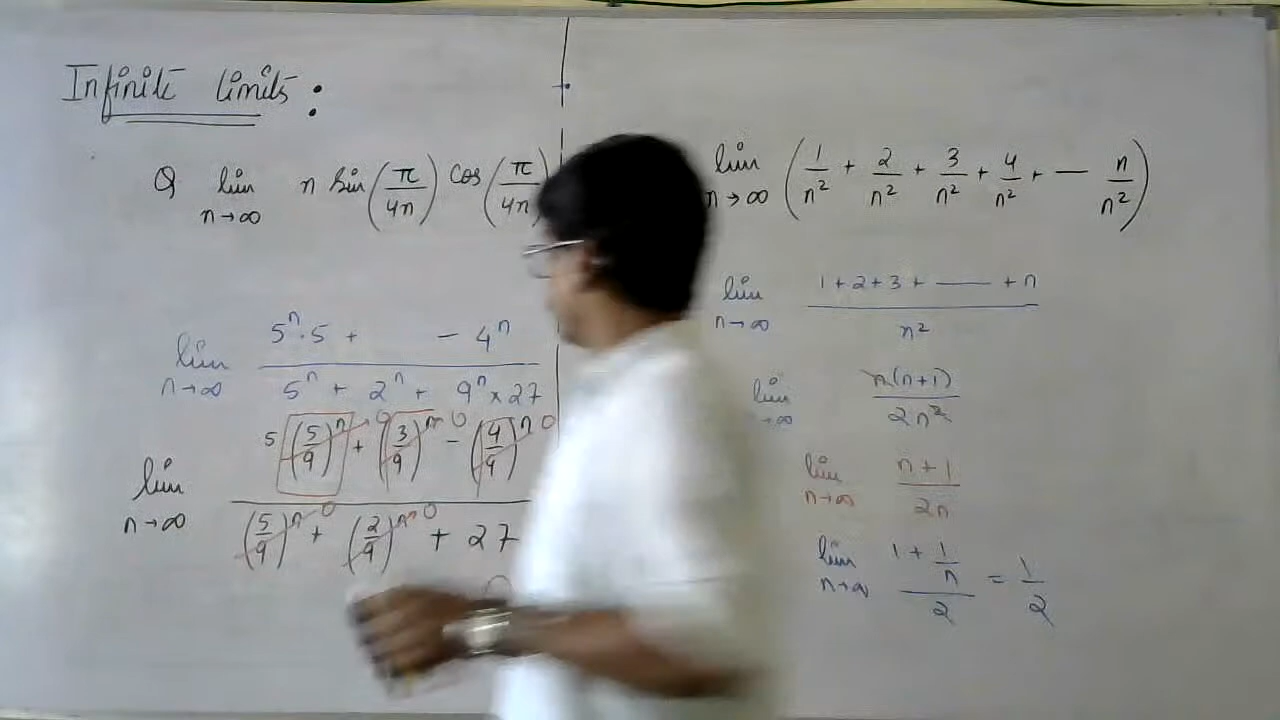 Infinite limits :
Q lim n→∞ n sin(π/4n) cos(π/4n)
lim n→∞ (5ⁿ·5 + - 4ⁿ)/(5ⁿ + 2ⁿ + 9ⁿ×27)
lim n→∞ (5(5/9)ⁿ→0 + (3/9)ⁿ→0 - (4/9)ⁿ→0)/((5/9)ⁿ→0 + (2/9)ⁿ→0 + 27)
lim n→∞ (1/n² + 2/n² + 3/n² + 4/n² + — n/n²)
lim n→∞ (1+2+3+ — +n)/n²
lim n→∞ n(n+1)/2n²
lim n→∞ (n+1)/2n
lim n→∞ (1+1/n)/2 = 1/2